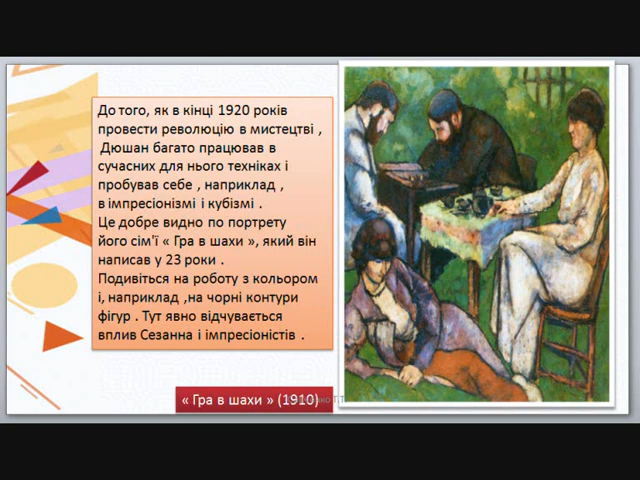 До того, як в кінці 1920 років
провести революцію в мистецтві ,
Дюшан багато працював в
сучасних для нього техніках і
пробував себе , наприклад ,
в імпресіонізмі і кубізмі .
Це добре видно по портрету
його сім'ї « Гра в шахи », який він
написав у 23 роки .
Подивіться на роботу з кольором
і, наприклад ,на чорні контури
фігур . Тут явно відчувається
вплив Сезанна і імпресіоністів .
« Гра в шахи » (1910)